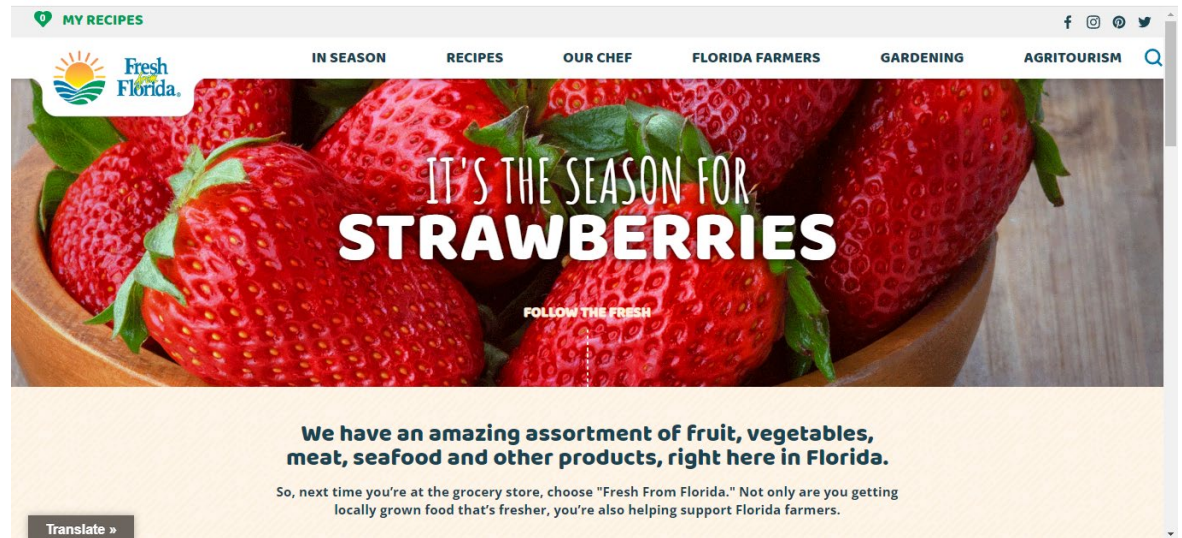 0 MY RECIPES
Fresh
from
Florida.
IN SEASON RECIPES OUR CHEF FLORIDA FARMERS GARDENING AGRITOURISM
IT'S THE SEASON FOR
STRAWBERRIES
FOLLOW THE FRESH
We have an amazing assortment of fruit, vegetables,
meat, seafood and other products, right here in Florida.
So, next time you're at the grocery store, choose "Fresh From Florida." Not only are you getting
locally grown food that's fresher, you're also helping support Florida farmers.
Translate »